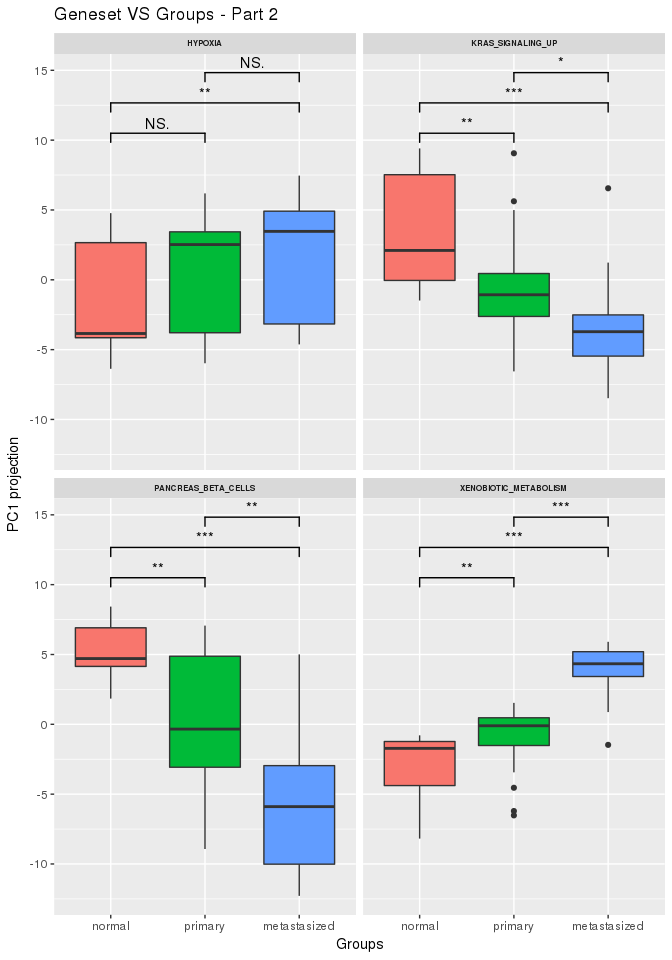 Geneset VS Groups - Part 2
HYPOXIA
KRAS_SIGNALING_UP
NS.
**
NS.
*
***
**
15
10
5
0
-5
-10
PANCREAS_BETA_CELLS
XENOBIOTIC_METABOLISM
**
***
**
***
***
**
15
10
5
0
-5
-10
PC1 projection
normal primary metastasized
normal primary metastasized
Groups